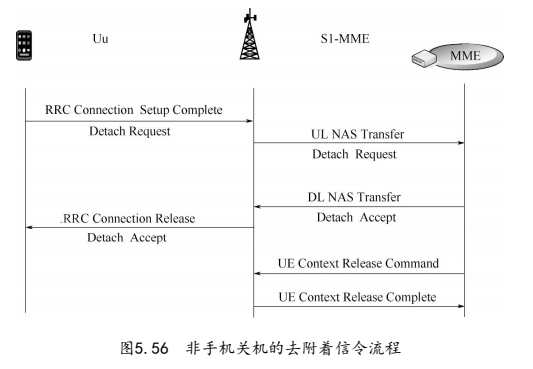 Uu
S1-MME
MME
RRC Connection Setup Complete
Detach Request
UL NAS Transfer
Detach Request
DL NAS Transfer
Detach Accept
.RRC Connection Release
Detach Accept
UE Context Release Command
UE Context Release Complete
图5.56 非手机关机的去附着信令流程